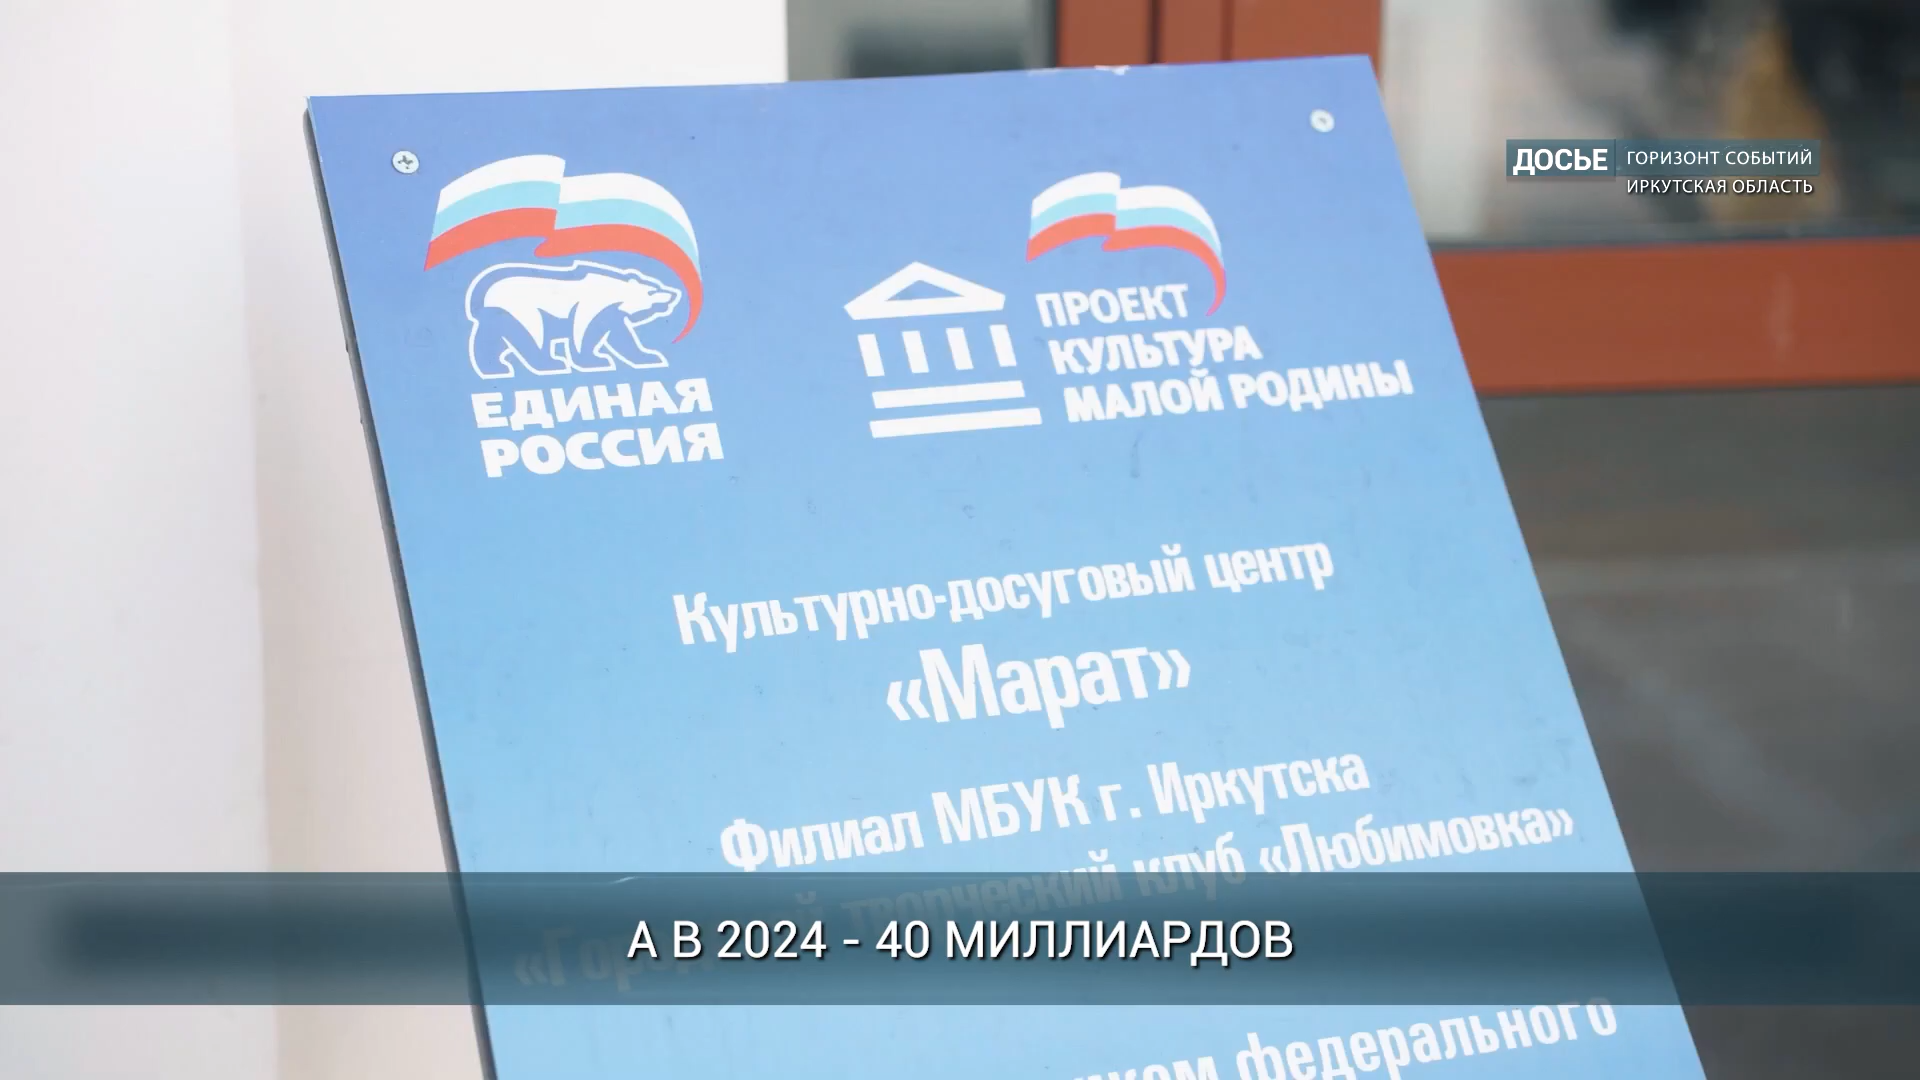 ДОСЬЕ ГОРИЗОНТ СОБЫТИЙ
ИРКУТСКАЯ ОБЛАСТЬ
ЕДИНАЯ
РОССИЯ
ПРОЕКТ
КУЛЬТУРА
МАЛОЙ РОДИНЫ
Культурно-досуговый центр
«Марат»
Филиал МБУК г. Иркутска
творческий клуб «Любимовка»
А В 2024 - 40 МИЛЛИАРДОВ
федерального